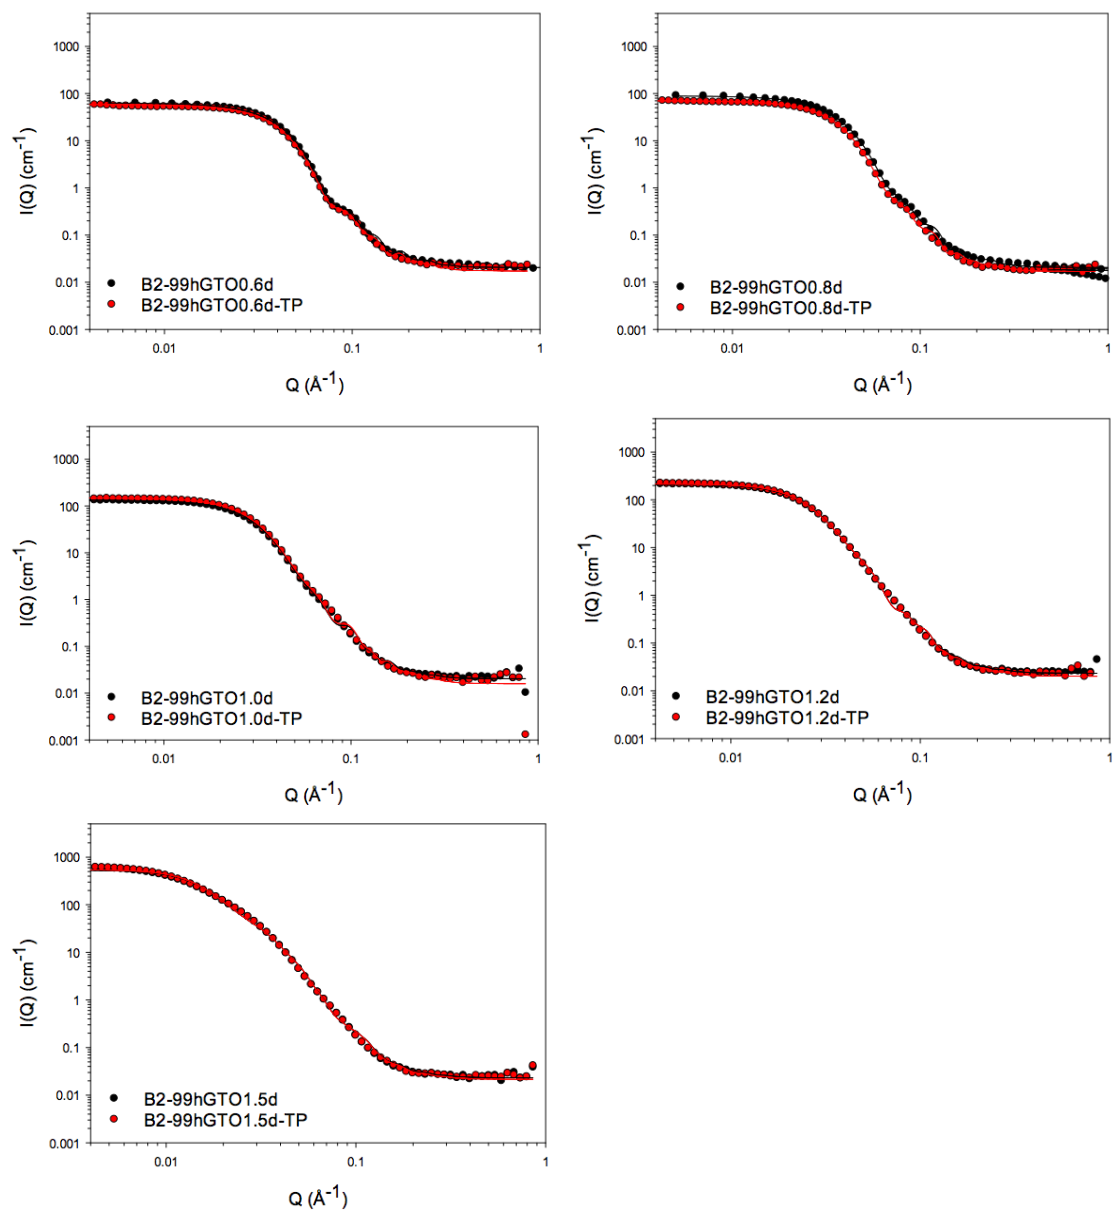 1000
100
10
1
0.1
0.01
0.001
I(Q) (cm⁻¹)
B2-99hGTO0.6d
B2-99hGTO0.6d-TP
0.01
0.1
1
Q (Å⁻¹)
1000
100
10
1
0.1
0.01
0.001
I(Q) (cm⁻¹)
B2-99hGTO0.8d
B2-99hGTO0.8d-TP
0.01
0.1
1
Q (Å⁻¹)
1000
100
10
1
0.1
0.01
0.001
I(Q) (cm⁻¹)
B2-99hGTO1.0d
B2-99hGTO1.0d-TP
0.01
0.1
1
Q (Å⁻¹)
1000
100
10
1
0.1
0.01
0.001
I(Q) (cm⁻¹)
B2-99hGTO1.2d
B2-99hGTO1.2d-TP
0.01
0.1
1
Q (Å⁻¹)
1000
100
10
1
0.1
0.01
0.001
I(Q) (cm⁻¹)
B2-99hGTO1.5d
B2-99hGTO1.5d-TP
0.01
0.1
1
Q (Å⁻¹)